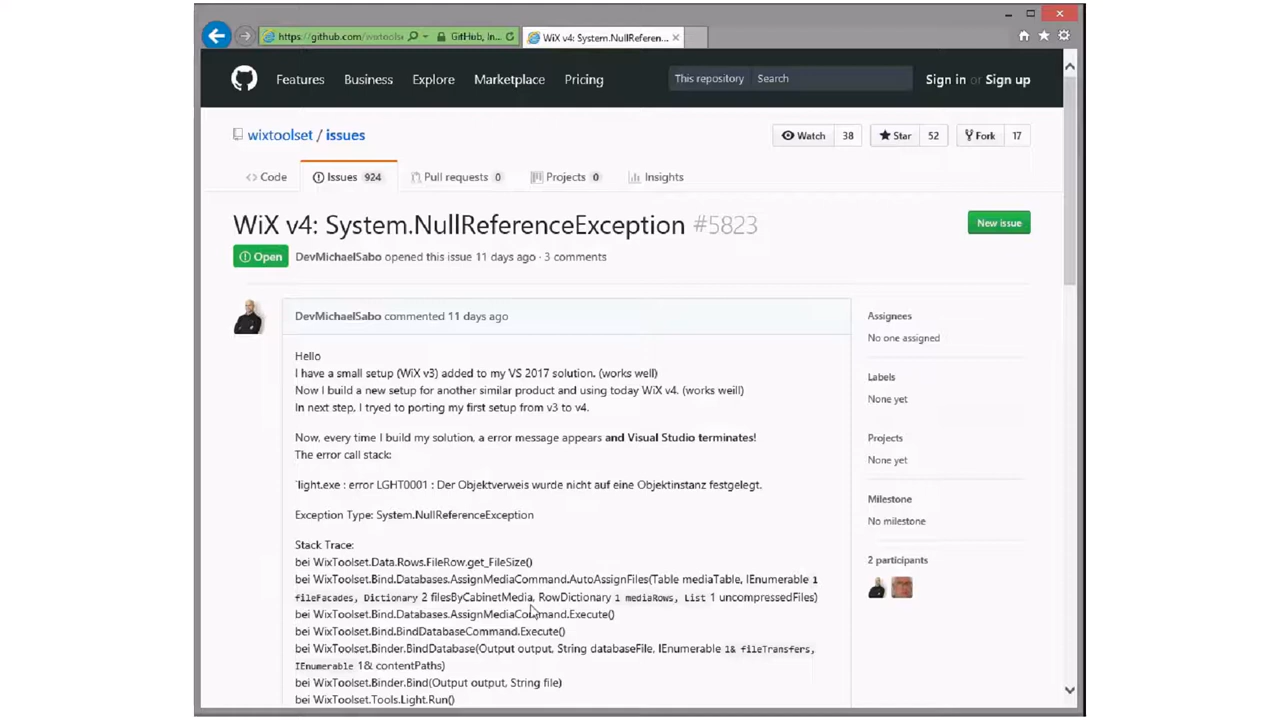 https://github.com/wixtools
GitHub, In...
WiX v4: System.NullReferen...
Features Business Explore Marketplace Pricing
This repository Search
Sign in or Sign up
wixtoolset / issues
Watch 38 Star 52 Fork 17
<> Code Issues 924 Pull requests 0 Projects 0 Insights
WiX v4: System.NullReferenceException #5823
New issue
Open DevMichaelSabo opened this issue 11 days ago · 3 comments
DevMichaelSabo commented 11 days ago
Hello
I have a small setup (WiX v3) added to my VS 2017 solution. (works well)
Now I build a new setup for another similar product and using today WiX v4. (works weill)
In next step, I tryed to porting my first setup from v3 to v4.
Now, every time I build my solution, a error message appears and Visual Studio terminates!
The error call stack:
`light.exe : error LGHT0001 : Der Objektverweis wurde nicht auf eine Objektinstanz festgelegt.
Exception Type: System.NullReferenceException
Stack Trace:
bei WixToolset.Data.Rows.FileRow.get_FileSize()
bei WixToolset.Bind.Databases.AssignMediaCommand.AutoAssignFiles(Table mediaTable, IEnumerable 1
fileFacades, Dictionary 2 filesByCabinetMedia, RowDictionary 1 mediaRows, List 1 uncompressedFiles)
bei WixToolset.Bind.Databases.AssignMediaCommand.Execute()
bei WixToolset.Bind.BindDatabaseCommand.Execute()
bei WixToolset.Binder.BindDatabase(Output output, String databaseFile, IEnumerable 1& fileTransfers,
IEnumerable 1& contentPaths)
bei WixToolset.Binder.Bind(Output output, String file)
bei WixToolset.Tools.Light.Run()
Assignees
No one assigned
Labels
None yet
Projects
None yet
Milestone
No milestone
2 participants